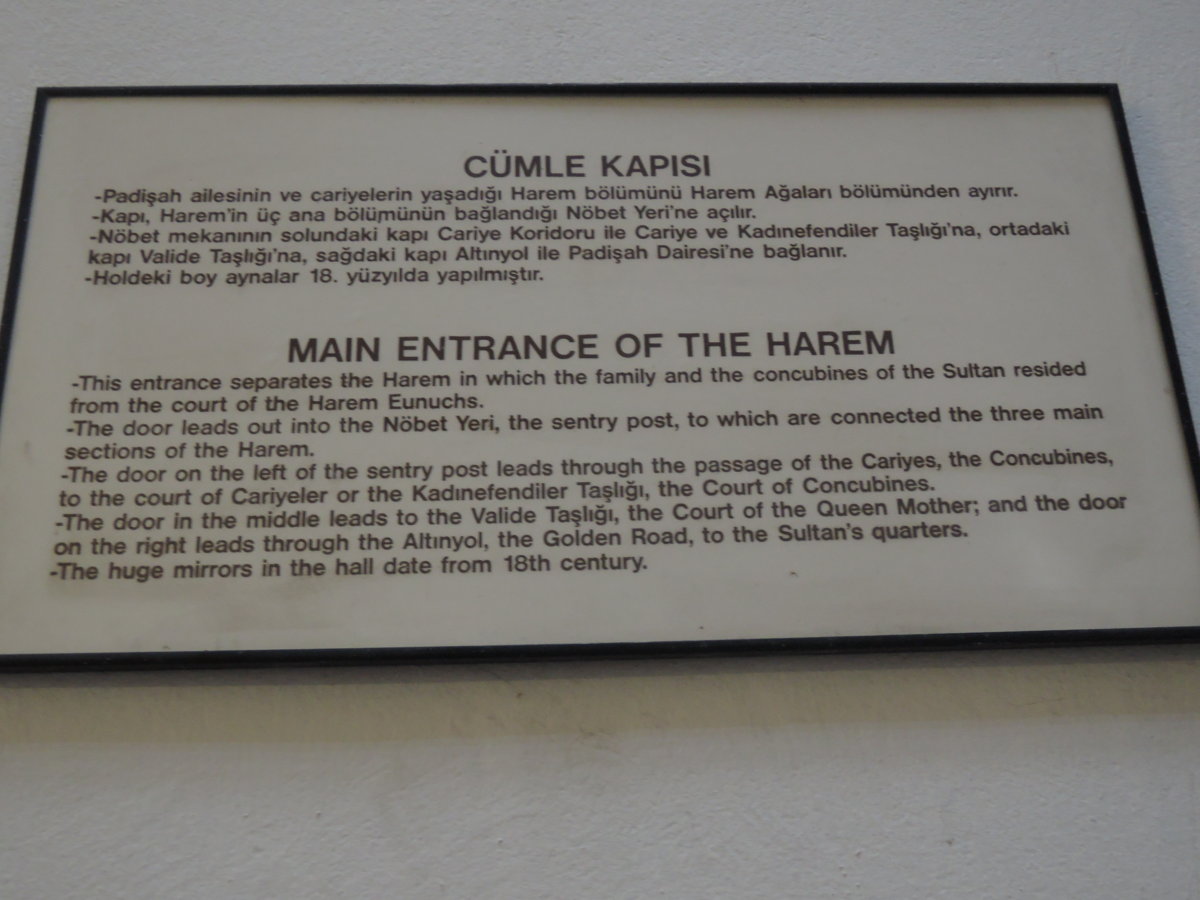 CÜMLE KAPISI
-Padişah ailesinin ve cariyelerin yaşadığı Harem bölümünü Harem Ağaları bölümünden ayırır.
-Kapı, Harem'in üç ana bölümünün bağlandığı Nöbet Yeri'ne açılır.
-Nöbet mekanının solundaki kapı Cariye Koridoru ile Cariye ve Kadınefendiler Taşlığı'na, ortadaki
kapı Valide Taşlığı'na, sağdaki kapı Altınyol ile Padişah Dairesi'ne bağlanır.
-Holdeki boy aynalar 18. yüzyılda yapılmıştır.
MAIN ENTRANCE OF THE HAREM
-This entrance separates the Harem in which the family and the concubines of the Sultan resided
from the court of the Harem Eunuchs.
-The door leads out into the Nöbet Yeri, the sentry post, to which are connected the three main
sections of the Harem.
-The door on the left of the sentry post leads through the passage of the Cariyes, the Concubines,
to the court of Cariyeler or the Kadınefendiler Taşlığı, the Court of Concubines.
-The door in the middle leads to the Valide Taşlığı, the Court of the Queen Mother; and the door
on the right leads through the Altınyol, the Golden Road, to the Sultan's quarters.
-The huge mirrors in the hall date from 18th century.